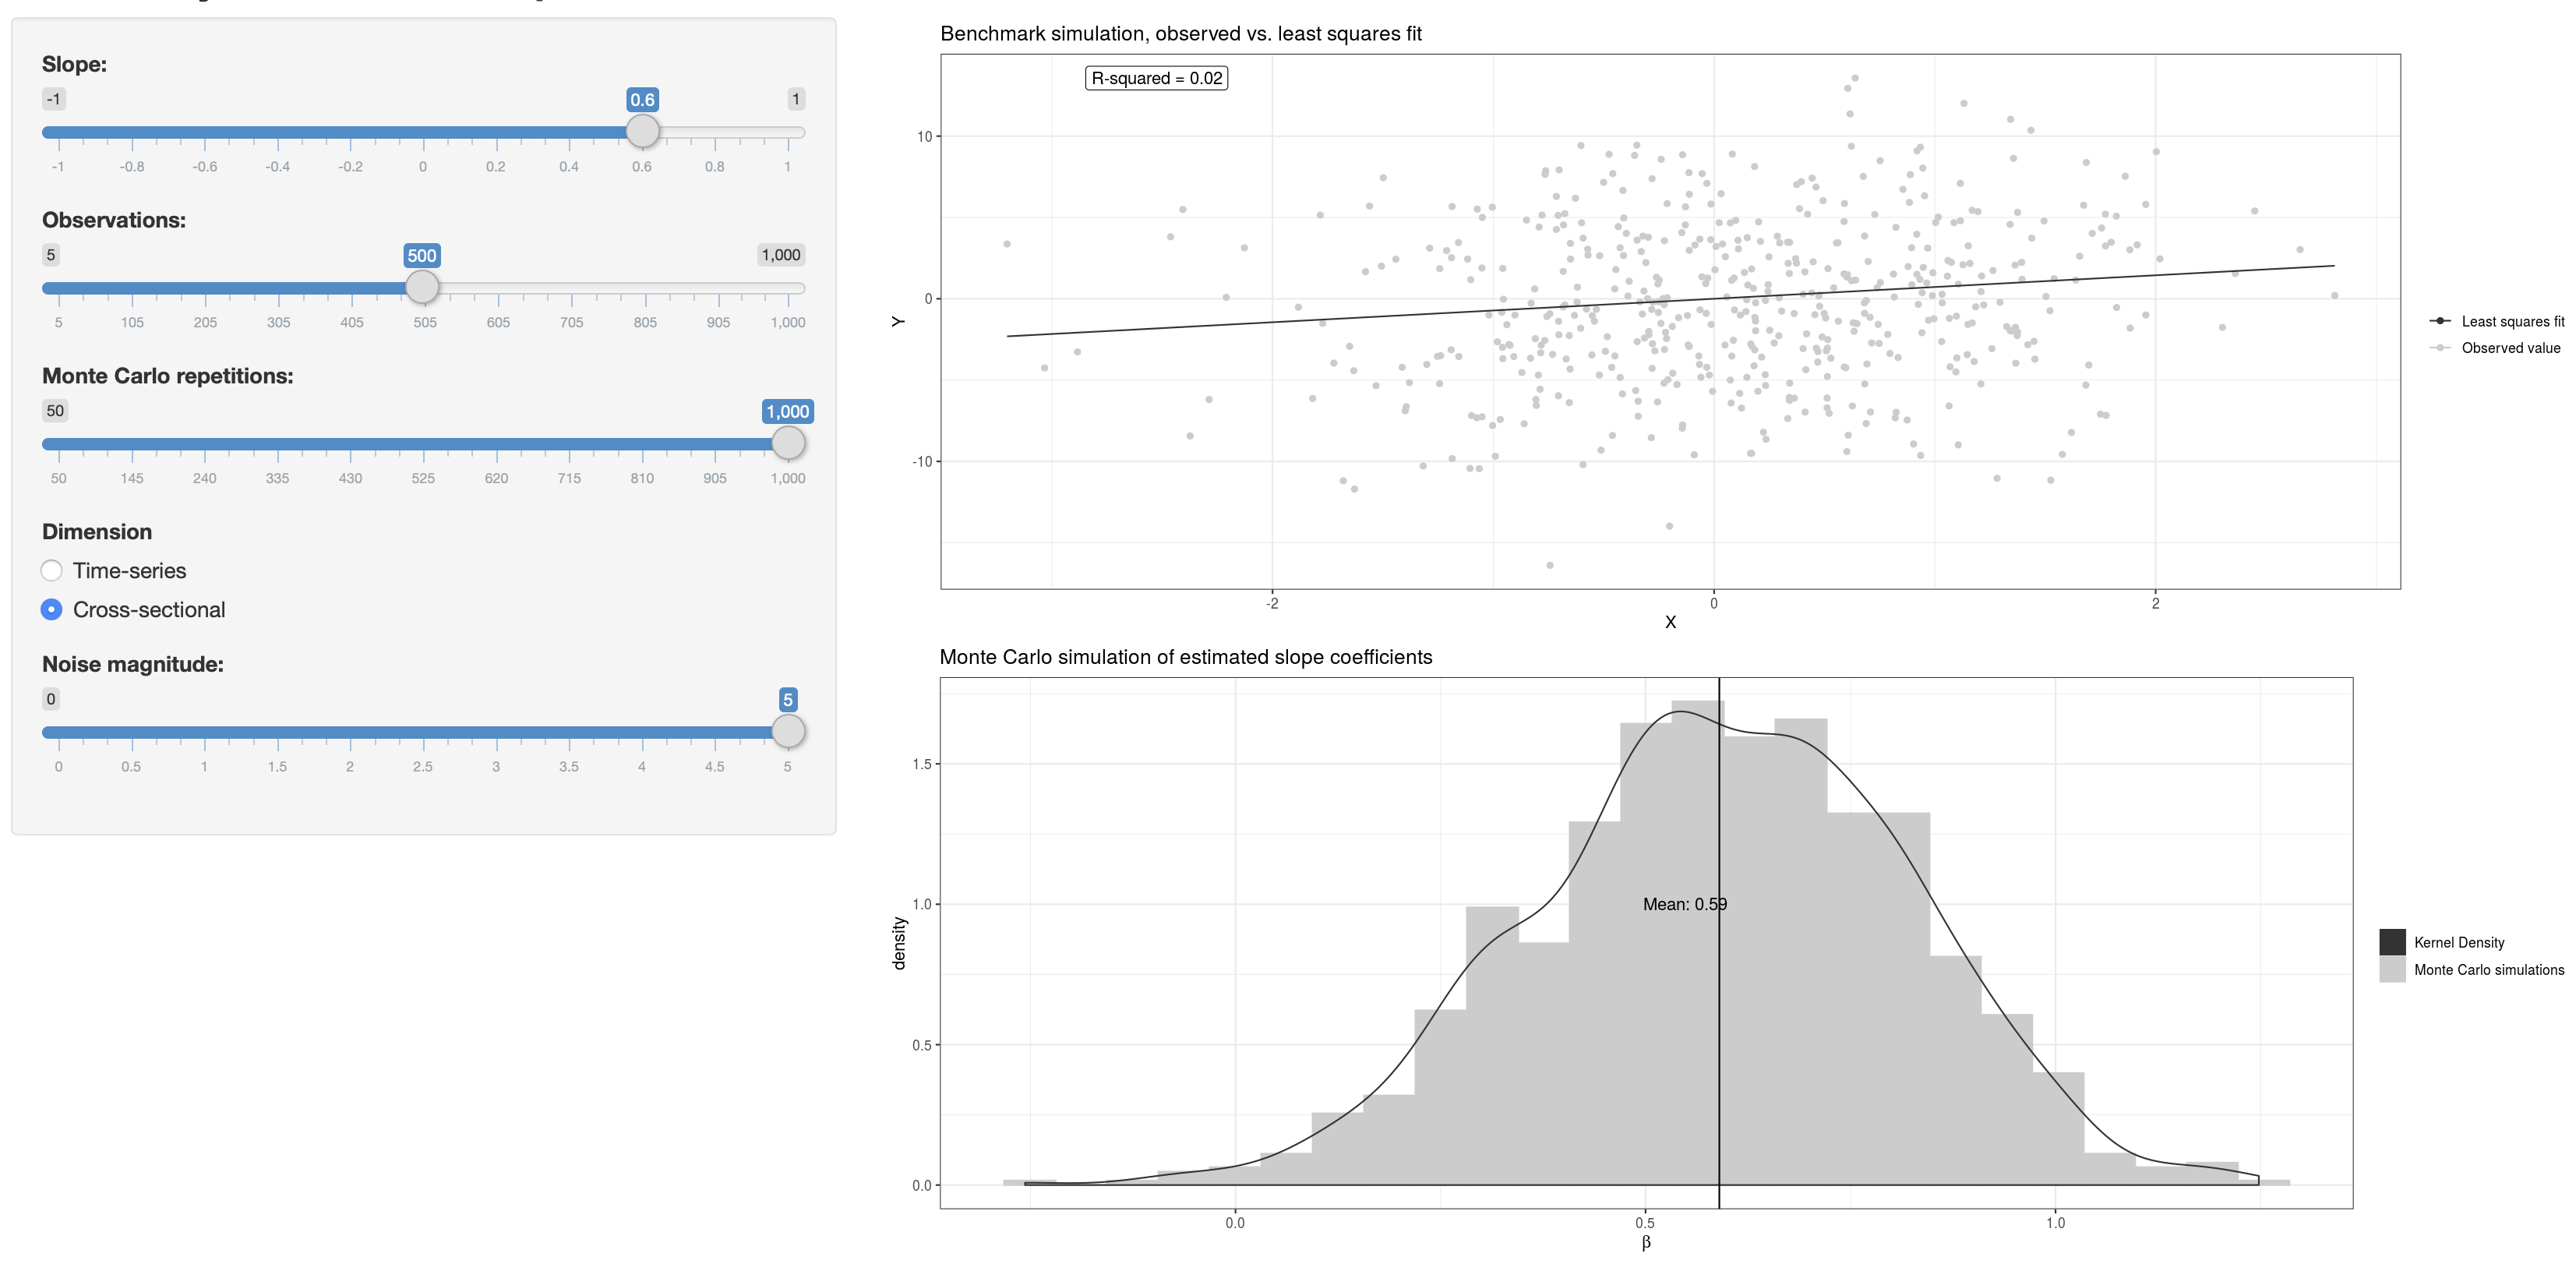 Slope:
-1 0.6 1
-1 -0.8 -0.6 -0.4 -0.2 0 0.2 0.4 0.6 0.8 1
Observations:
5 500 1,000
5 105 205 305 405 505 605 705 805 905 1,000
Monte Carlo repetitions:
50 1,000
50 145 240 335 430 525 620 715 810 905 1,000
Dimension
Time-series
Cross-sectional
Noise magnitude:
0 5
0 0.5 1 1.5 2 2.5 3 3.5 4 4.5 5
Benchmark simulation, observed vs. least squares fit
R-squared = 0.02
10
0
-10
Y
-2 0 2
X
Least squares fit
Observed value
Monte Carlo simulation of estimated slope coefficients
1.5
1.0
0.5
0.0
density
Mean: 0.59
0.0 0.5 1.0
β
Kernel Density
Monte Carlo simulations